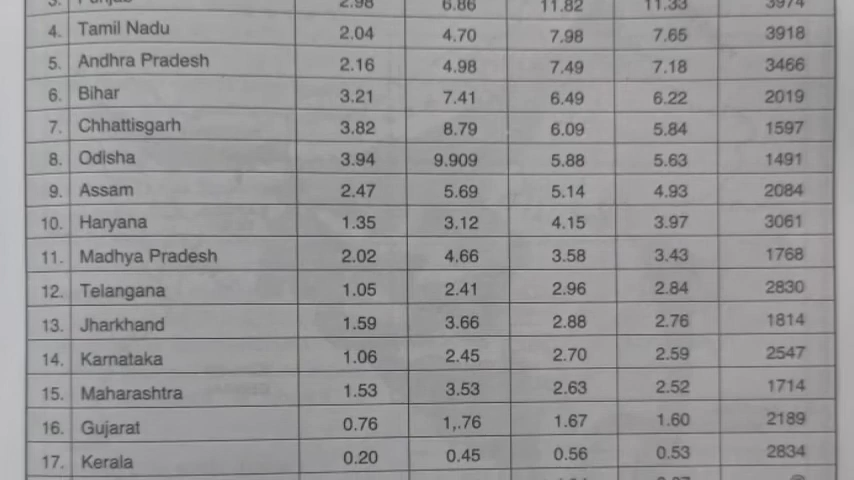 3. Punjab 2.98 6.86 11.82 11.33 3974
4. Tamil Nadu 2.04 4.70 7.98 7.65 3918
5. Andhra Pradesh 2.16 4.98 7.49 7.18 3466
6. Bihar 3.21 7.41 6.49 6.22 2019
7. Chhattisgarh 3.82 8.79 6.09 5.84 1597
8. Odisha 3.94 9.909 5.88 5.63 1491
9. Assam 2.47 5.69 5.14 4.93 2084
10. Haryana 1.35 3.12 4.15 3.97 3061
11. Madhya Pradesh 2.02 4.66 3.58 3.43 1768
12. Telangana 1.05 2.41 2.96 2.84 2830
13. Jharkhand 1.59 3.66 2.88 2.76 1814
14. Karnataka 1.06 2.45 2.70 2.59 2547
15. Maharashtra 1.53 3.53 2.63 2.52 1714
16. Gujarat 0.76 1,.76 1.67 1.60 2189
17. Kerala 0.20 0.45 0.56 0.53 2834